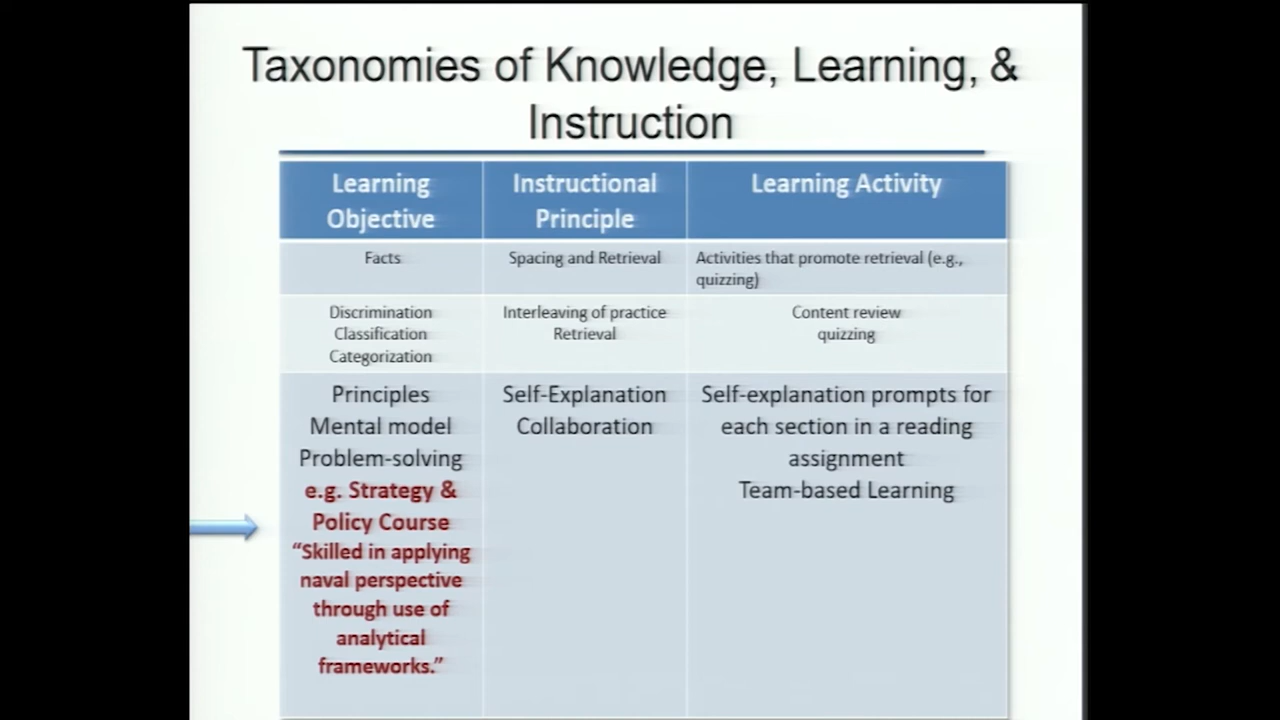 Taxonomies of Knowledge, Learning, &
Instruction
Learning
Objective
Instructional
Principle
Learning Activity
Facts
Spacing and Retrieval
Activities that promote retrieval (e.g.,
quizzing)
Discrimination
Classification
Categorization
Interleaving of practice
Retrieval
Content review
quizzing
Principles
Mental model
Problem-solving
e.g. Strategy &
Policy Course
“Skilled in applying
naval perspective
through use of
analytical
frameworks.”
Self-Explanation
Collaboration
Self-explanation prompts for
each section in a reading
assignment
Team-based Learning